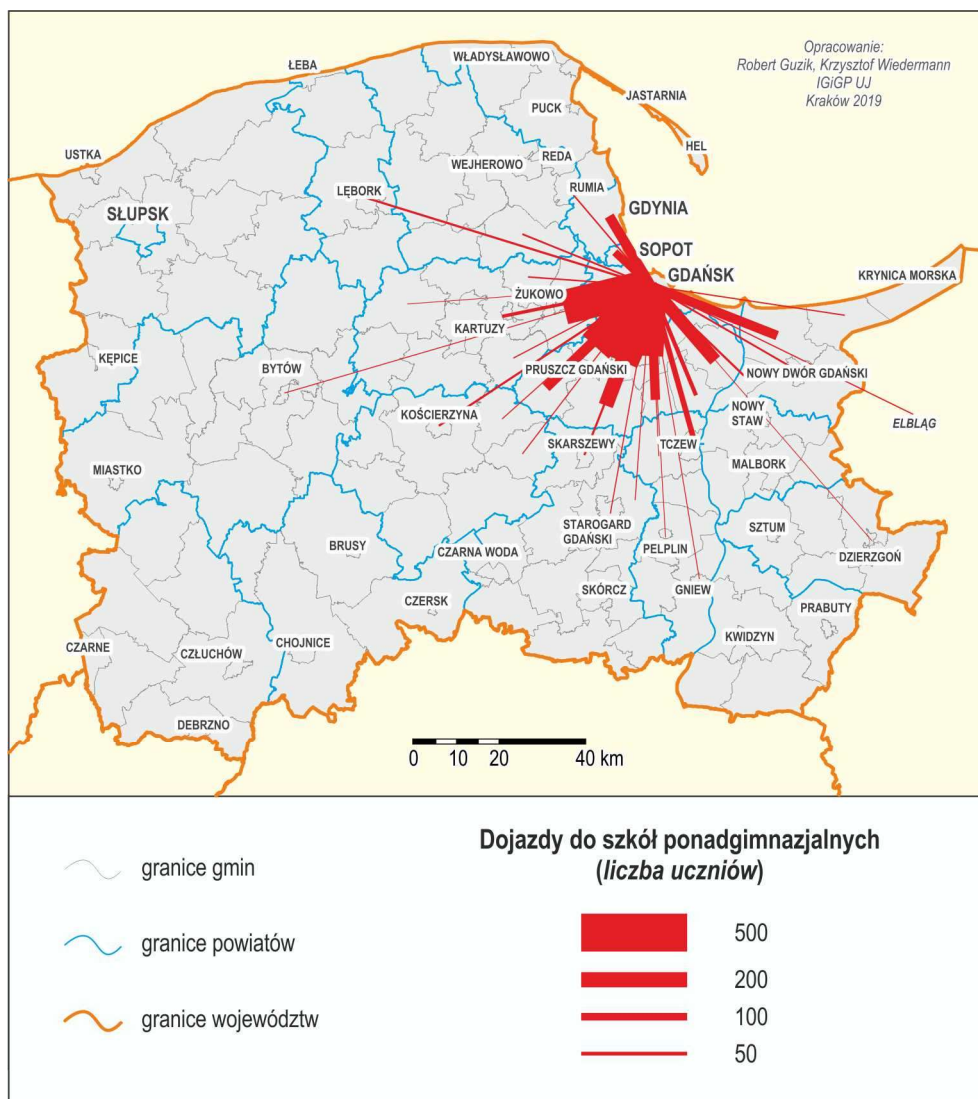 Opracowanie:
Robert Guzik, Krzysztof Wiedermann
IGiGP UJ
Kraków 2019
WŁADYSŁAWOWO
ŁEBA
JASTARNIA
PUCK
HEL
USTKA
REDA
WEJHEROWO
LĘBORK
RUMIA
GDYNIA
SŁUPSK
SOPOT
GDAŃSK
KRYNICA MORSKA
ŻUKOWO
KARTUZY
KĘPICE
BYTÓW
PRUSZCZ GDAŃSKI
NOWY DWÓR GDAŃSKI
KOŚCIERZYNA
NOWY
STAW
ELBLĄG
SKARSZEWY
TCZEW
MIASTKO
MALBORK
STAROGARD
GDAŃSKI
SZTUM
BRUSY
CZARNA WODA
PELPLIN
DZIERZGOŃ
SKÓRCZ
GNIEW
CZERSK
PRABUTY
CZARNE
CZŁUCHÓW
CHOJNICE
KWIDZYN
DEBRZNO
0 10 20 40 km
Dojazdy do szkół ponadgimnazjalnych
(liczba uczniów)
granice gmin
granice powiatów
granice województw
500
200
100
50